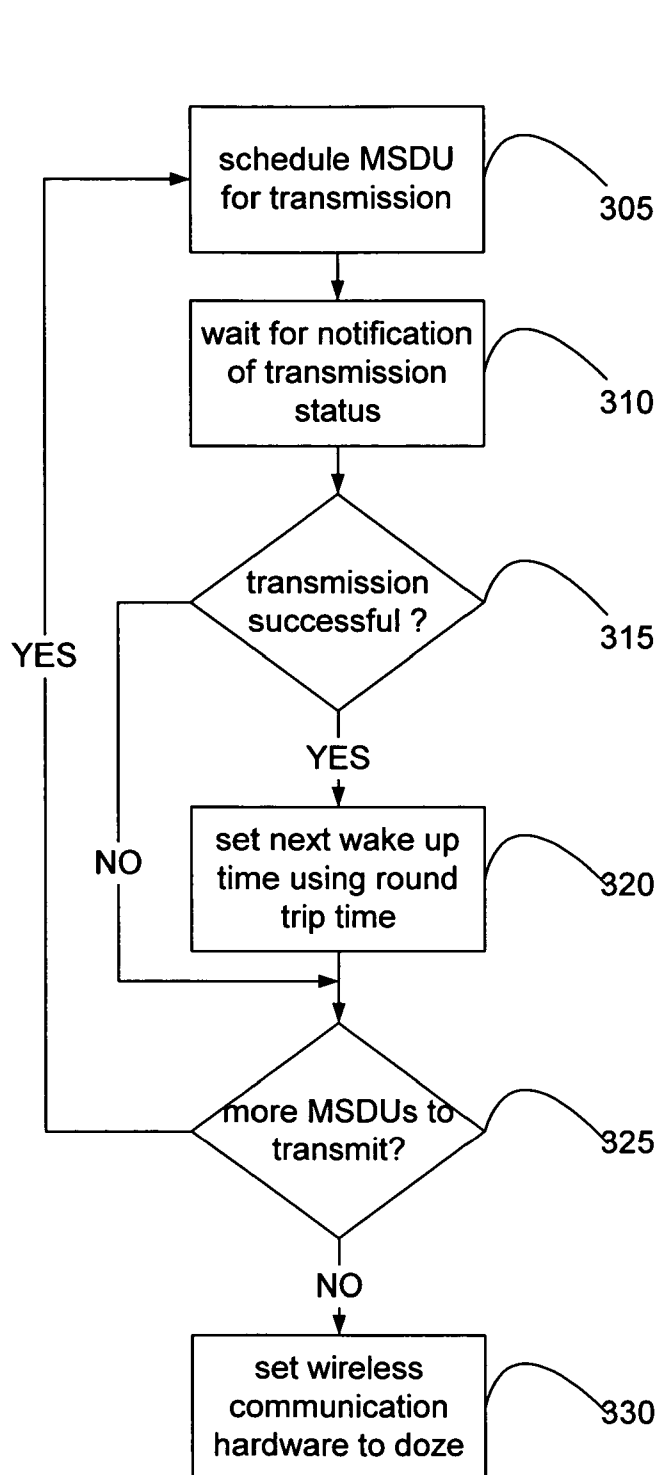 schedule MSDU
for transmission
305
wait for notification
of transmission
status
310
transmission
successful ?
315
YES
YES
set next wake up
time using round
trip time
320
NO
more MSDUs to
transmit?
325
NO
set wireless
communication
hardware to doze
330